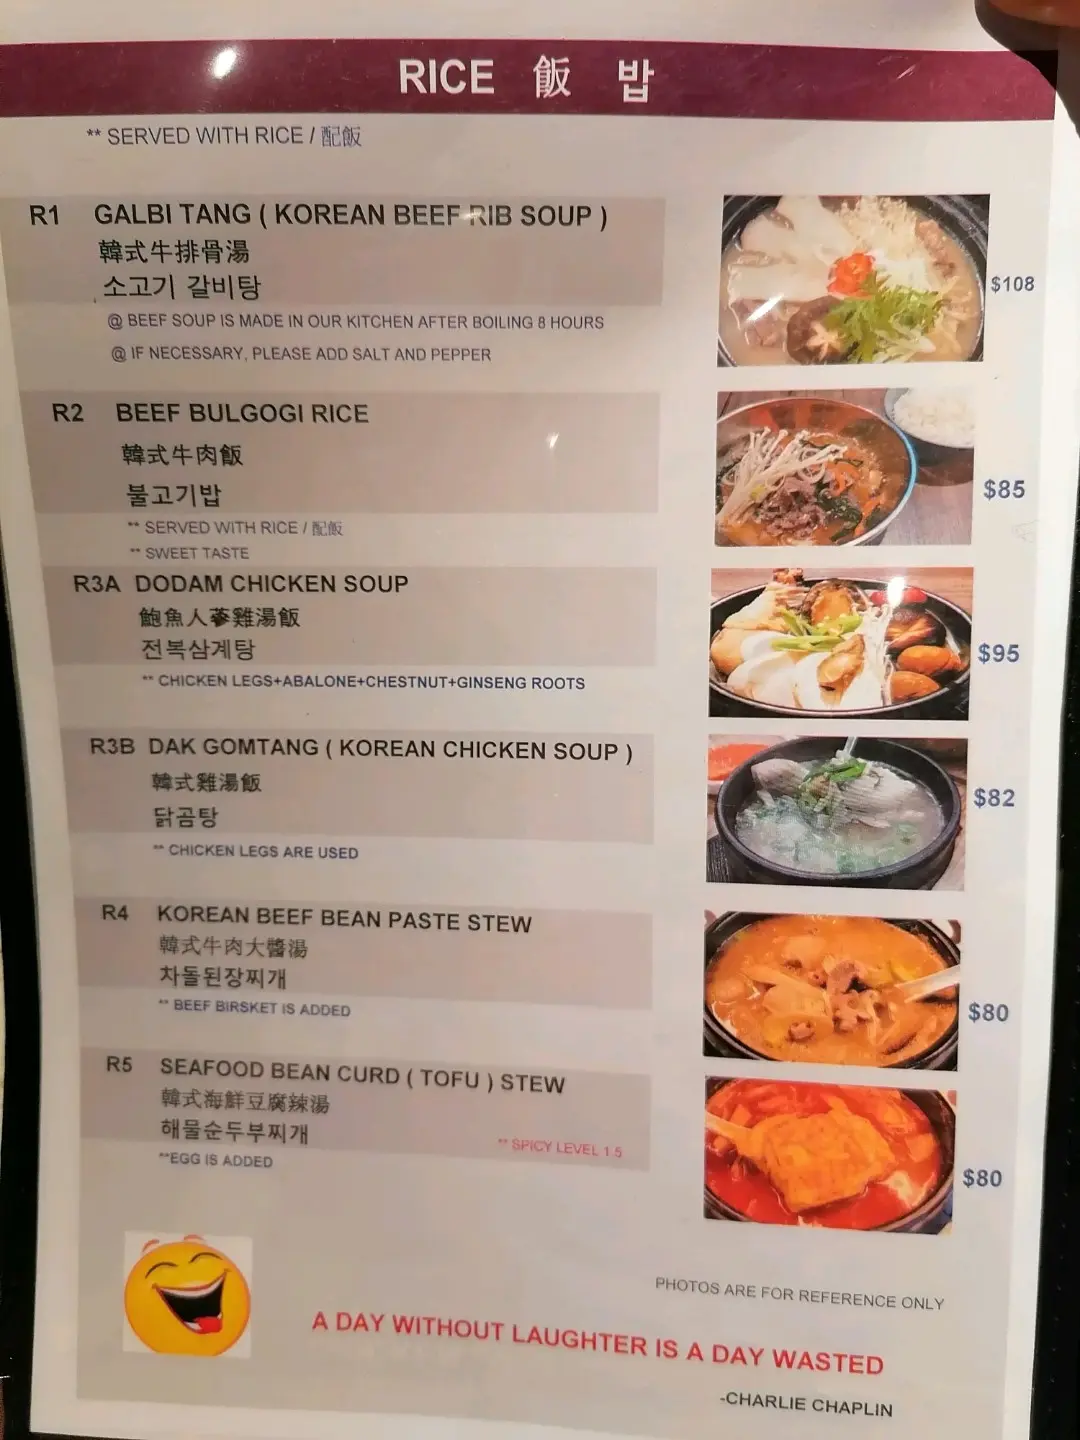 RICE 飯 밥
** SERVED WITH RICE / 配飯
R1 GALBI TANG ( KOREAN BEEF RIB SOUP )
韓式牛排骨湯
소고기 갈비탕
$108
@ BEEF SOUP IS MADE IN OUR KITCHEN AFTER BOILING 8 HOURS
@ IF NECESSARY, PLEASE ADD SALT AND PEPPER
R2 BEEF BULGOGI RICE
韓式牛肉飯
불고기밥
$85
** SERVED WITH RICE / 配飯
** SWEET TASTE
R3A DODAM CHICKEN SOUP
鮑魚人蔘雞湯飯
전복삼계탕
$95
** CHICKEN LEGS+ABALONE+CHESTNUT+GINSENG ROOTS
R3B DAK GOMTANG ( KOREAN CHICKEN SOUP )
韓式雞湯飯
닭곰탕
$82
** CHICKEN LEGS ARE USED
R4 KOREAN BEEF BEAN PASTE STEW
韓式牛肉大醬湯
차돌된장찌개
$80
** BEEF BIRSKET IS ADDED
R5 SEAFOOD BEAN CURD ( TOFU ) STEW
韓式海鮮豆腐辣湯
해물순두부찌개
** SPICY LEVEL 1.5
$80
**EGG IS ADDED
PHOTOS ARE FOR REFERENCE ONLY
A DAY WITHOUT LAUGHTER IS A DAY WASTED
-CHARLIE CHAPLIN